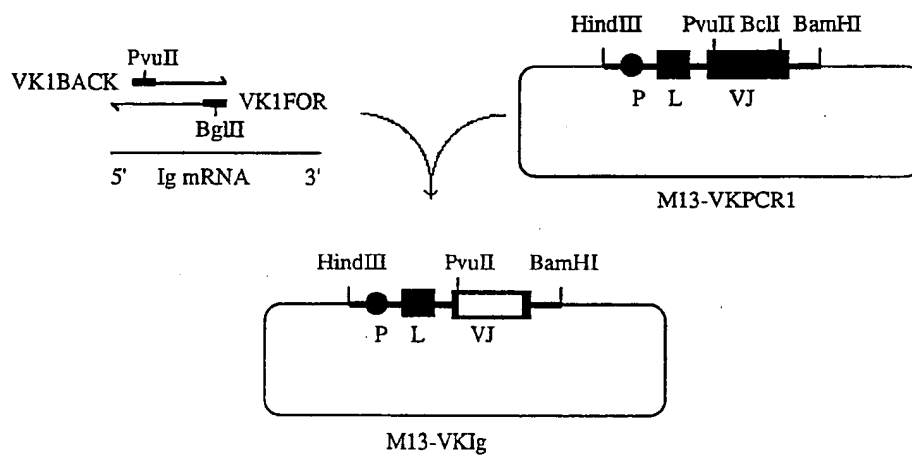 PvuII
VK1BACK
VK1FOR
BglII
5' Ig mRNA 3'
HindIII PvuII BclI BamHI
P L VJ
M13-VKPCR1
HindIII PvuII BamHI
P L VJ
M13-VKIg